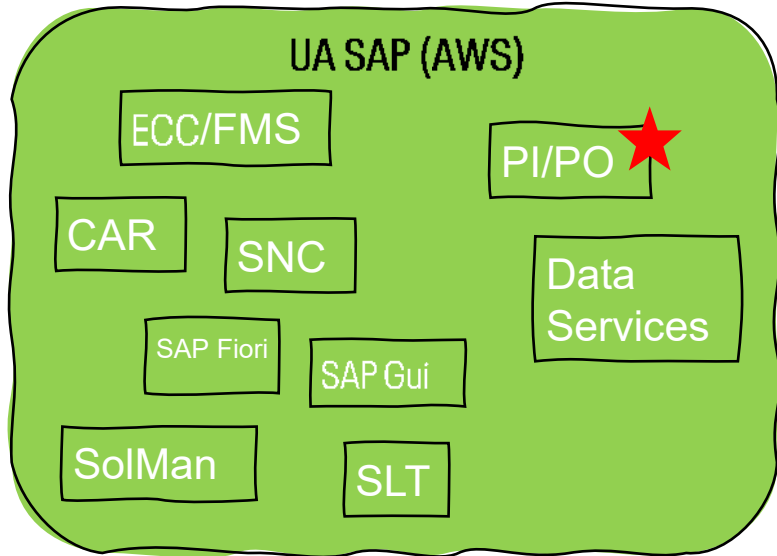 UA SAP (AWS)
ECC/FMS
PI/PO
CAR
SNC
Data
Services
SAP Fiori
SAP Gui
SolMan
SLT